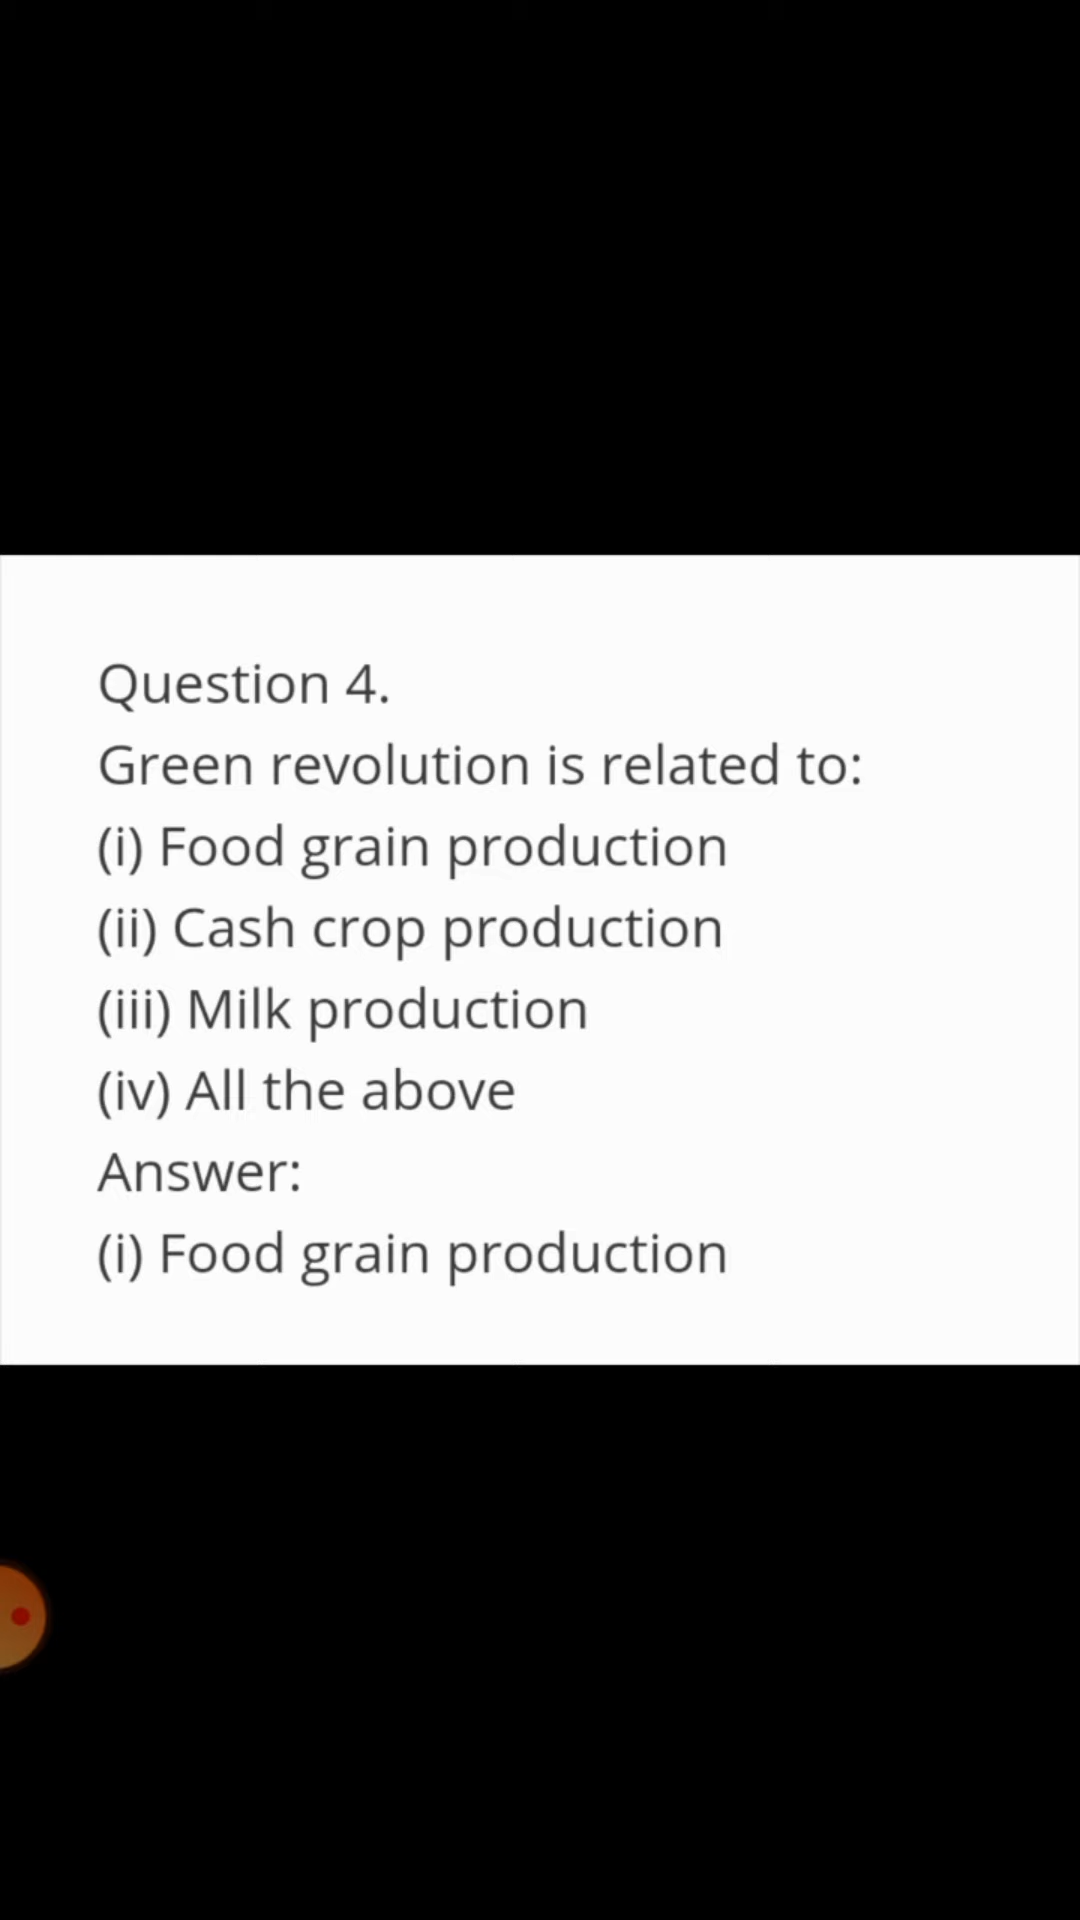 Question 4.
Green revolution is related to:
(i) Food grain production
(ii) Cash crop production
(iii) Milk production
(iv) All the above
Answer:
(i) Food grain production